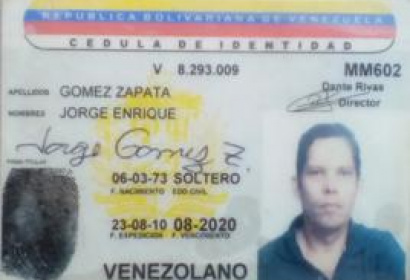 REPUBLICA BOLIVARIANA DE VENEZUELA
CEDULA DE IDENTIDAD
V 8.293.009 MM602
APELLIDOS GOMEZ ZAPATA Dante Rivas
Director
NOMBRES JORGE ENRIQUE
Jorge Gomez Z.
FIRMA TITULAR
06-03-73 SOLTERO
F. NACIMIENTO EDO CIVIL
23-08-10 08-2020
F. EXPEDICION F. VENCIMIENTO
VENEZOLANO